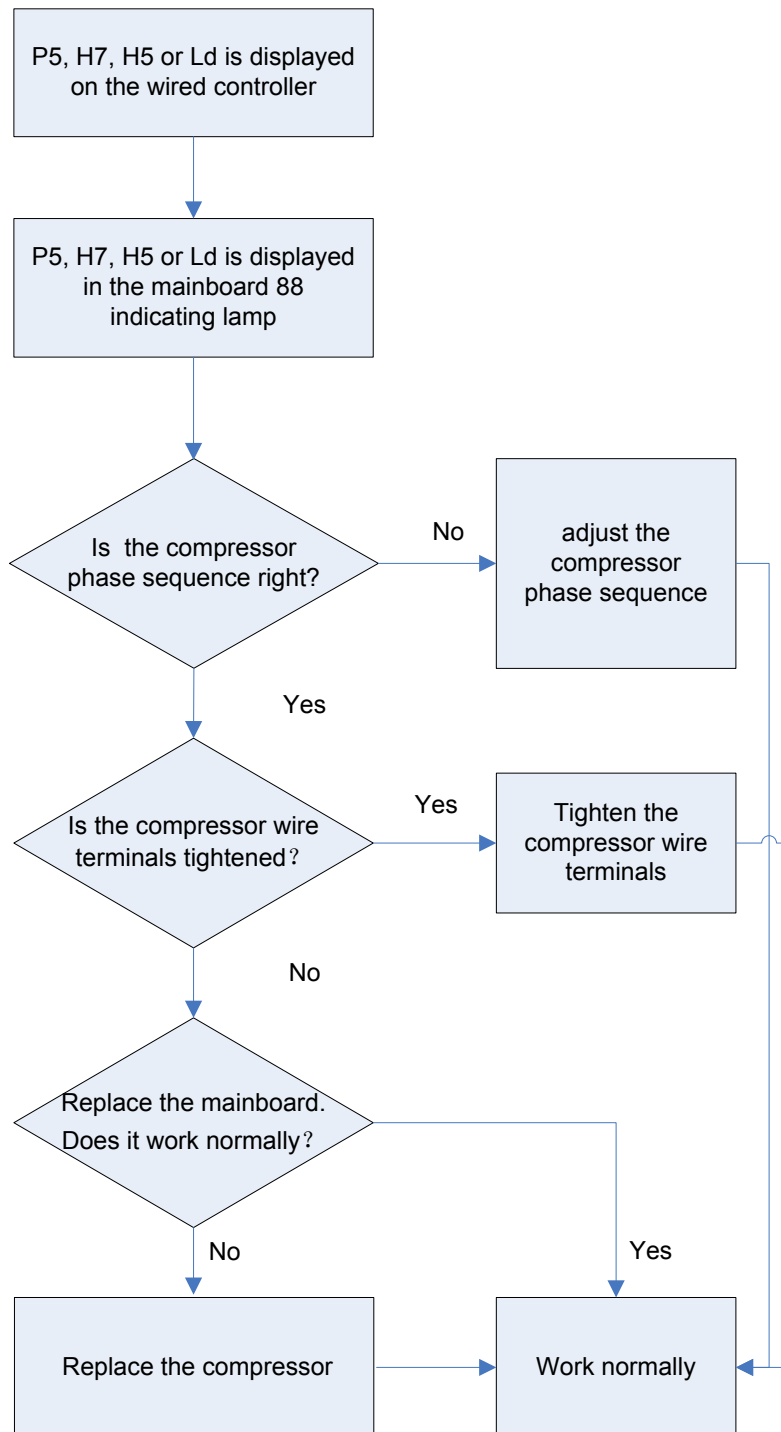 P5, H7, H5 or Ld is displayed
on the wired controller
P5, H7, H5 or Ld is displayed
in the mainboard 88
indicating lamp
Is the compressor
phase sequence right?
No
adjust the
compressor
phase sequence
Yes
Is the compressor wire
terminals tightened？
Yes
Tighten the
compressor wire
terminals
No
Replace the mainboard.
Does it work normally？
No
Yes
Replace the compressor
Work normally